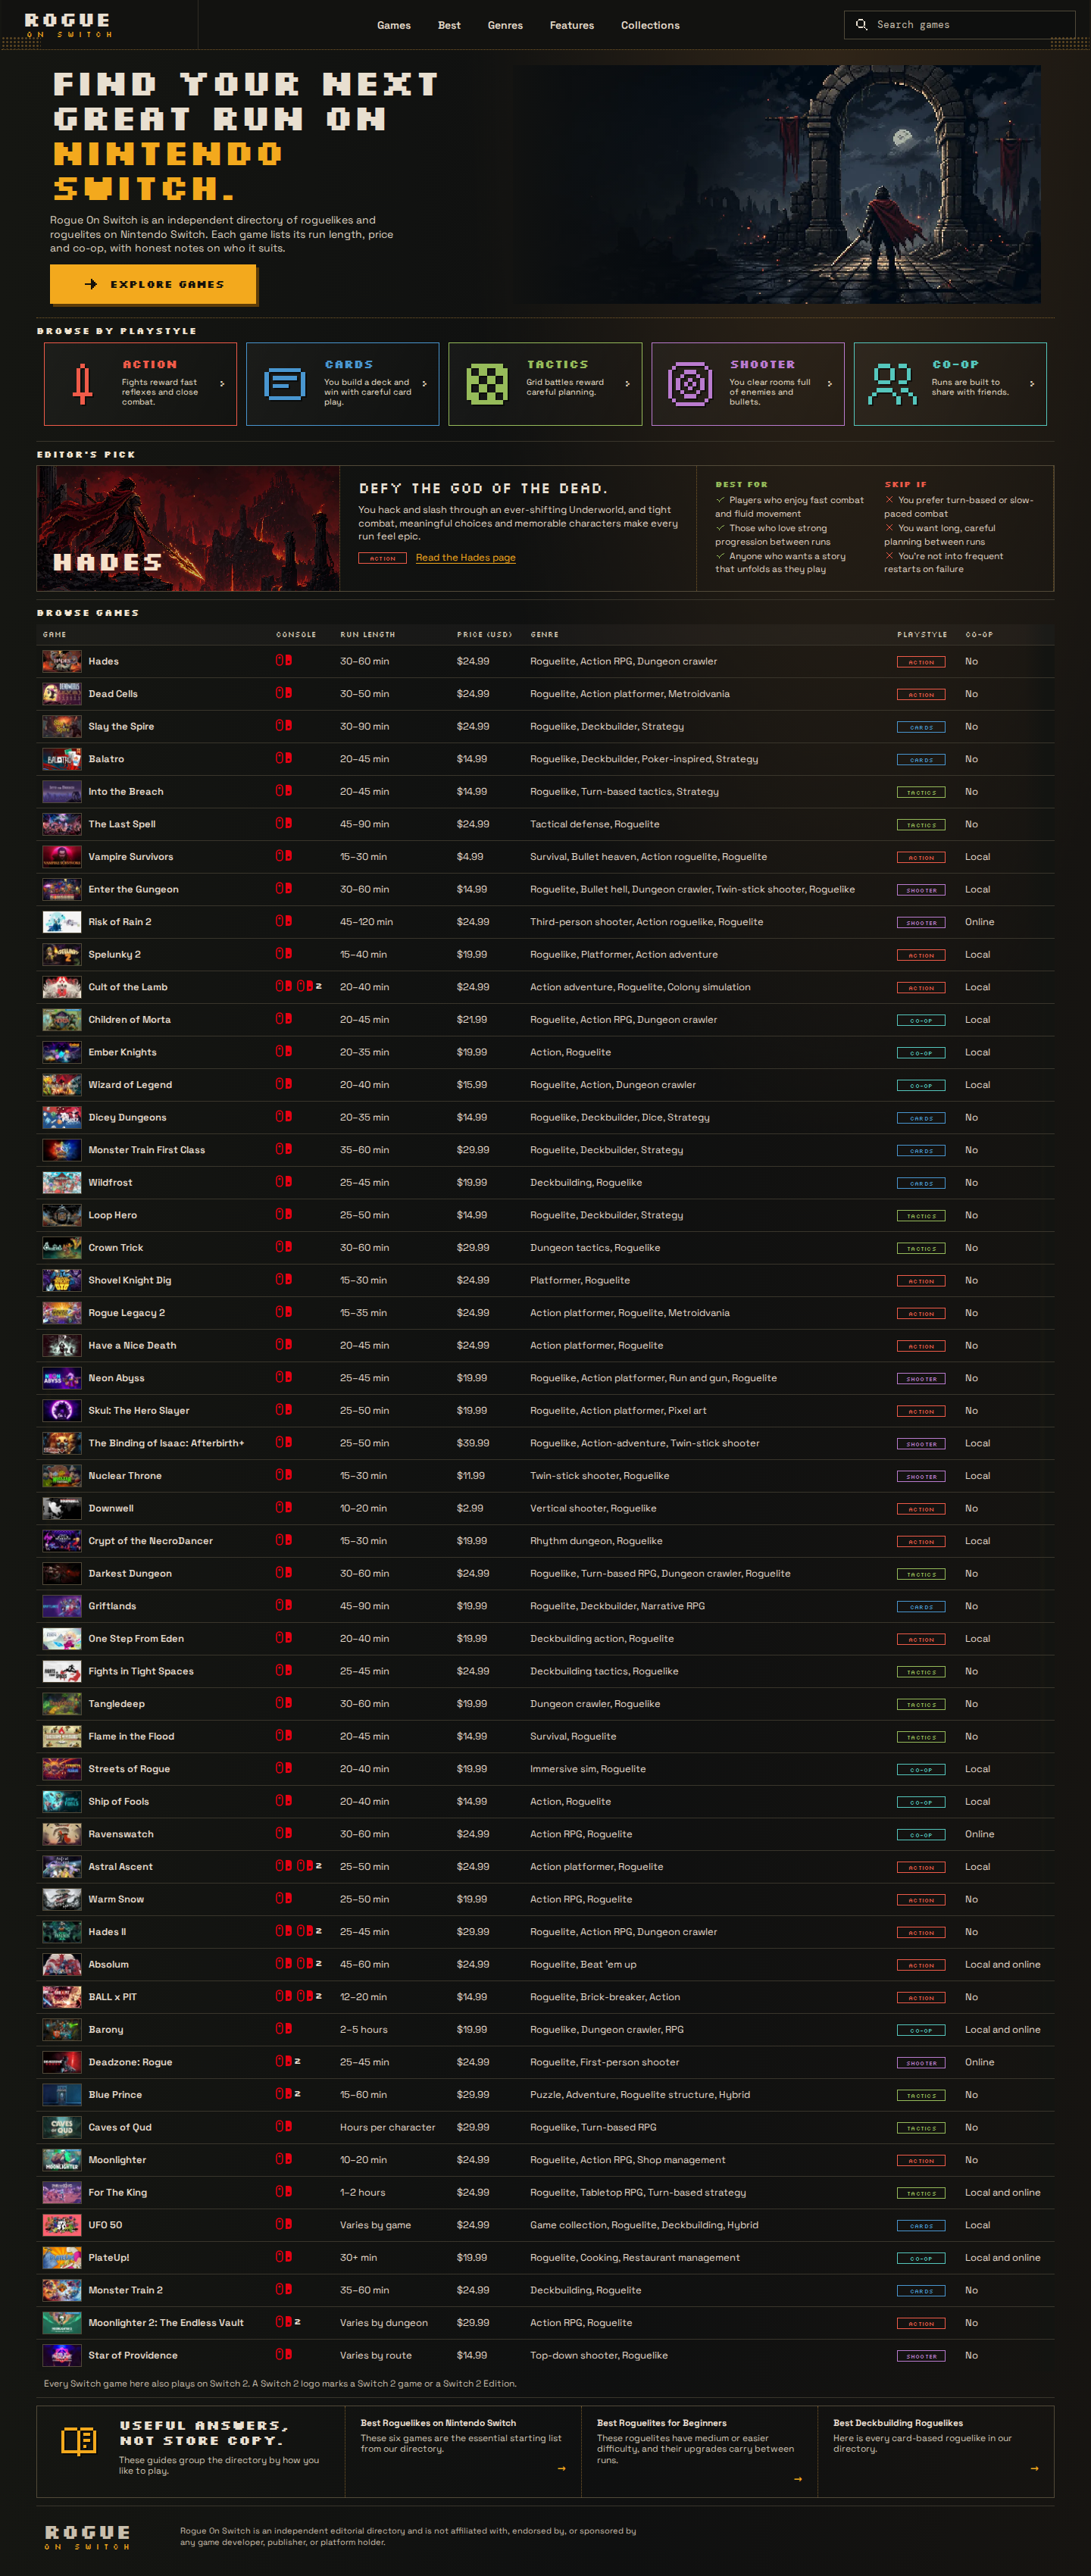 ROGUE
ON SWITCH
Games Best Genres Features Collections
Search games
FIND YOUR NEXT
GREAT RUN ON
NINTENDO
SWITCH.
Rogue On Switch is an independent directory of roguelikes and
roguelites on Nintendo Switch. Each game lists its run length, price
and co-op, with honest notes on who it suits.
EXPLORE GAMES
BROWSE BY PLAYSTYLE
ACTION
Fights reward fast
reflexes and close
combat.
CARDS
You build a deck and
win with careful card
play.
TACTICS
Grid battles reward
careful planning.
SHOOTER
You clear rooms full
of enemies and
bullets.
CO-OP
Runs are built to
share with friends.
EDITOR'S PICK
HADES
DEFY THE GOD OF THE DEAD.
You hack and slash through an ever-shifting Underworld, and tight
combat, meaningful choices and memorable characters make every
run feel epic.
ACTION Read the Hades page
BEST FOR
Players who enjoy fast combat
and fluid movement
Those who love strong
progression between runs
Anyone who wants a story
that unfolds as they play
SKIP IF
You prefer turn-based or slow-
paced combat
You want long, careful
planning between runs
You're not into frequent
restarts on failure
BROWSE GAMES
GAME CONSOLE RUN LENGTH PRICE (USD) GENRE PLAYSTYLE CO-OP
Hades 30–60 min $24.99 Roguelite, Action RPG, Dungeon crawler ACTION No
Dead Cells 30–50 min $24.99 Roguelite, Action platformer, Metroidvania ACTION No
Slay the Spire 30–90 min $24.99 Roguelike, Deckbuilder, Strategy CARDS No
Balatro 20–45 min $14.99 Roguelike, Deckbuilder, Poker-inspired, Strategy CARDS No
Into the Breach 20–45 min $14.99 Roguelike, Turn-based tactics, Strategy TACTICS No
The Last Spell 45–90 min $24.99 Tactical defense, Roguelite TACTICS No
Vampire Survivors 15–30 min $4.99 Survival, Bullet heaven, Action roguelite, Roguelite ACTION Local
Enter the Gungeon 30–60 min $14.99 Roguelite, Bullet hell, Dungeon crawler, Twin-stick shooter, Roguelike SHOOTER Local
Risk of Rain 2 45–120 min $24.99 Third-person shooter, Action roguelike, Roguelite SHOOTER Online
Spelunky 2 15–40 min $19.99 Roguelike, Platformer, Action adventure ACTION Local
Cult of the Lamb 2 20–40 min $24.99 Action adventure, Roguelite, Colony simulation ACTION Local
Children of Morta 20–45 min $21.99 Roguelite, Action RPG, Dungeon crawler CO-OP Local
Ember Knights 20–35 min $19.99 Action, Roguelite CO-OP Local
Wizard of Legend 20–40 min $15.99 Roguelike, Action, Dungeon crawler CO-OP Local
Dicey Dungeons 20–35 min $14.99 Roguelike, Deckbuilder, Dice, Strategy CARDS No
Monster Train First Class 35–60 min $24.99 Roguelite, Deckbuilder, Strategy CARDS No
Wildfrost 25–45 min $19.99 Deckbuilding, Roguelike CARDS No
Loop Hero 25–50 min $14.99 Roguelite, Deckbuilder, Strategy TACTICS No
Crown Trick 30–60 min $29.99 Dungeon tactics, Roguelike TACTICS No
Shovel Knight Dig 15–30 min $24.99 Platformer, Roguelite ACTION No
Rogue Legacy 2 15–35 min $24.99 Action platformer, Roguelite, Metroidvania ACTION No
Have a Nice Death 20–45 min $24.99 Action platformer, Roguelite ACTION No
Neon Abyss 25–45 min $19.99 Roguelike, Action platformer, Run and gun, Roguelite SHOOTER No
Skul: The Hero Slayer 25–50 min $19.99 Roguelite, Action platformer, Pixel art ACTION No
The Binding of Isaac: Afterbirth+ 25–50 min $39.99 Roguelike, Action-adventure, Twin-stick shooter SHOOTER Local
Nuclear Throne 15–30 min $11.99 Twin-stick shooter, Roguelike SHOOTER Local
Downwell 10–20 min $2.99 Vertical shooter, Roguelike ACTION No
Crypt of the NecroDancer 15–30 min $19.99 Rhythm dungeon, Roguelike ACTION Local
Darkest Dungeon 30–60 min $24.99 Roguelike, Turn-based RPG, Dungeon crawler, Roguelite TACTICS No
Griftlands 45–90 min $19.99 Roguelite, Deckbuilder, Narrative RPG CARDS No
One Step From Eden 20–40 min $19.99 Deckbuilding action, Roguelite ACTION Local
Fights in Tight Spaces 25–45 min $24.99 Deckbuilding tactics, Roguelike TACTICS No
Tangledeep 30–60 min $19.99 Dungeon crawler, Roguelike TACTICS No
Flame in the Flood 20–45 min $14.99 Survival, Roguelite TACTICS No
Streets of Rogue 20–40 min $19.99 Immersive sim, Roguelite CO-OP Local
Ship of Fools 20–40 min $14.99 Action, Roguelite CO-OP Local
Ravenswatch 30–60 min $24.99 Action RPG, Roguelite CO-OP Online
Astral Ascent 2 25–50 min $24.99 Action platformer, Roguelite ACTION Local
Warm Snow 25–50 min $19.99 Action RPG, Roguelite ACTION No
Hades II 2 25–45 min $29.99 Roguelite, Action RPG, Dungeon crawler ACTION No
Absolum 2 45–60 min $24.99 Roguelite, Beat 'em up ACTION Local and online
BALL x PIT 2 12–20 min $14.99 Roguelite, Brick-breaker, Action ACTION No
Barony 2–5 hours $19.99 Roguelike, Dungeon crawler, RPG CO-OP Local and online
Deadzone: Rogue 2 25–45 min $24.99 Roguelite, First-person shooter SHOOTER Online
Blue Prince 2 15–60 min $29.99 Puzzle, Adventure, Roguelite structure, Hybrid TACTICS No
Caves of Qud Hours per character $29.99 Roguelike, Turn-based RPG TACTICS No
Moonlighter 10–20 min $24.99 Roguelite, Action RPG, Shop management ACTION No
For The King 1–2 hours $24.99 Roguelite, Tabletop RPG, Turn-based strategy TACTICS Local and online
UFO 50 Varies by game $24.99 Game collection, Roguelite, Deckbuilding, Hybrid CARDS Local
PlateUp! 30+ min $19.99 Roguelite, Cooking, Restaurant management CO-OP Local and online
Monster Train 2 35–60 min $24.99 Deckbuilding, Roguelite CARDS No
Moonlighter 2: The Endless Vault 2 Varies by dungeon $29.99 Action RPG, Roguelite ACTION No
Star of Providence Varies by route $14.99 Top-down shooter, Roguelike SHOOTER No
Every Switch game here also plays on Switch 2. A Switch 2 logo marks a Switch 2 game or a Switch 2 Edition.
USEFUL ANSWERS,
NOT STORE COPY.
These guides group the directory by how you
like to play.
Best Roguelikes on Nintendo Switch
These six games are the essential starting list
from our directory.
→
Best Roguelites for Beginners
These roguelites have medium or easier
difficulty, and their upgrades carry between
runs.
→
Best Deckbuilding Roguelikes
Here is every card-based roguelike in our
directory.
→
ROGUE
ON SWITCH
Rogue On Switch is an independent editorial directory and is not affiliated with, endorsed by, or sponsored by
any game developer, publisher, or platform holder.